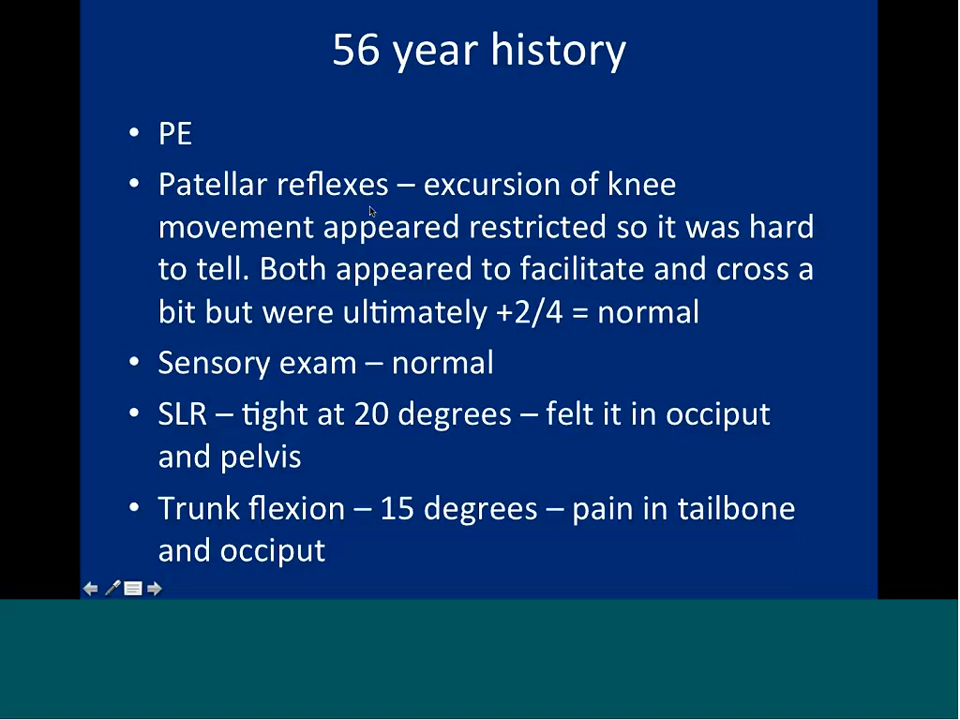 56 year history
• PE
• Patellar reflexes – excursion of knee
movement appeared restricted so it was hard
to tell. Both appeared to facilitate and cross a
bit but were ultimately +2/4 = normal
• Sensory exam – normal
• SLR – tight at 20 degrees – felt it in occiput
and pelvis
• Trunk flexion – 15 degrees – pain in tailbone
and occiput